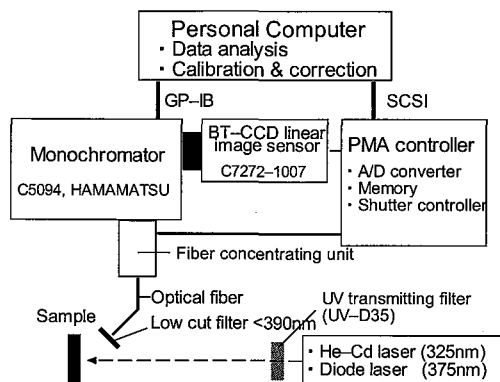 Personal Computer
・Data analysis
・Calibration & correction
GP–IB
SCSI
Monochromator
C5094, HAMAMATSU
BT–CCD linear
image sensor
C7272–1007
PMA controller
・A/D converter
・Memory
・Shutter controller
Fiber concentrating unit
Optical fiber
Sample
Low cut filter <390nm
UV transmitting filter
(UV–D35)
・He–Cd laser (325nm)
・Diode laser (375nm)